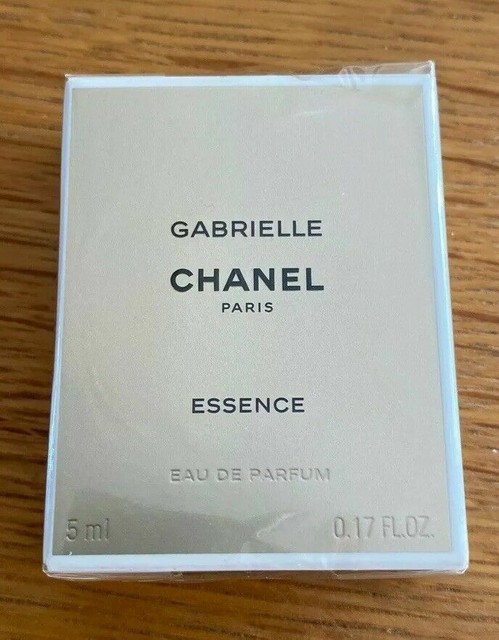 GABRIELLE
CHANEL
PARIS
ESSENCE
EAU DE PARFUM
5 ml 0.17 FL.OZ.